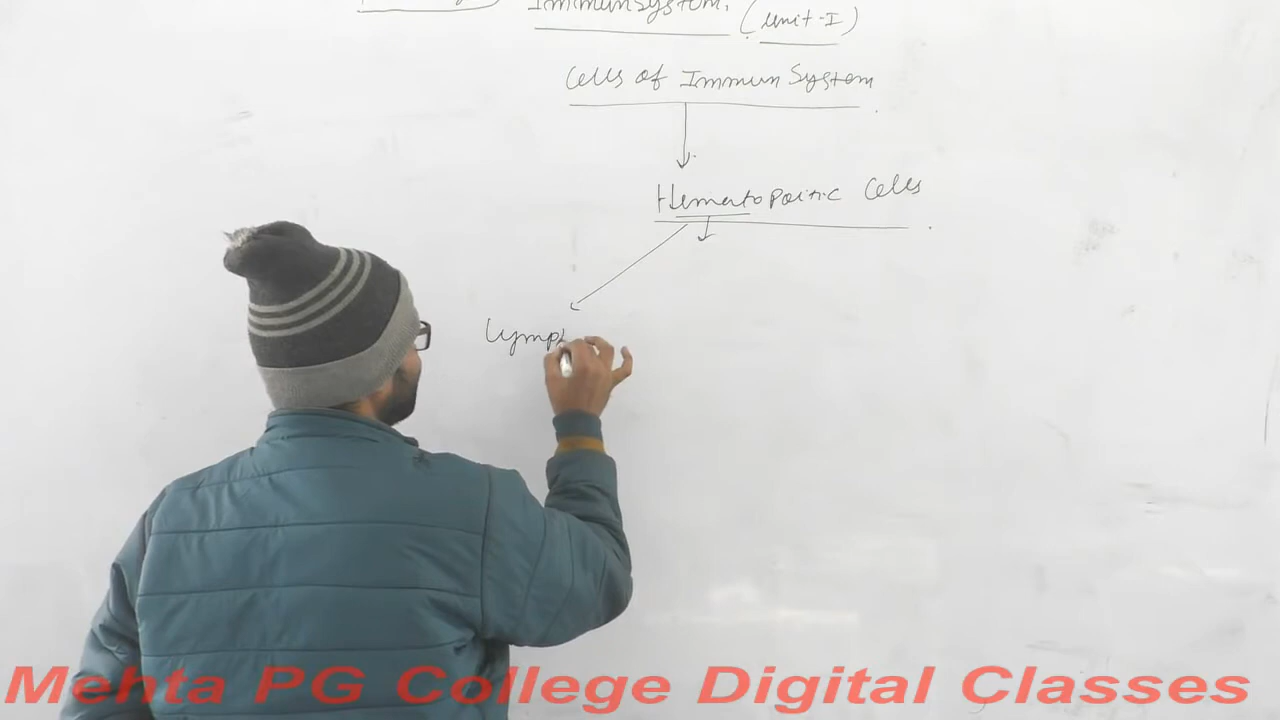 Immunsystem. (unit-I)
Cells of Immun System
Hematopoitic Cells
Lymp
Mehta PG College Digital Classes